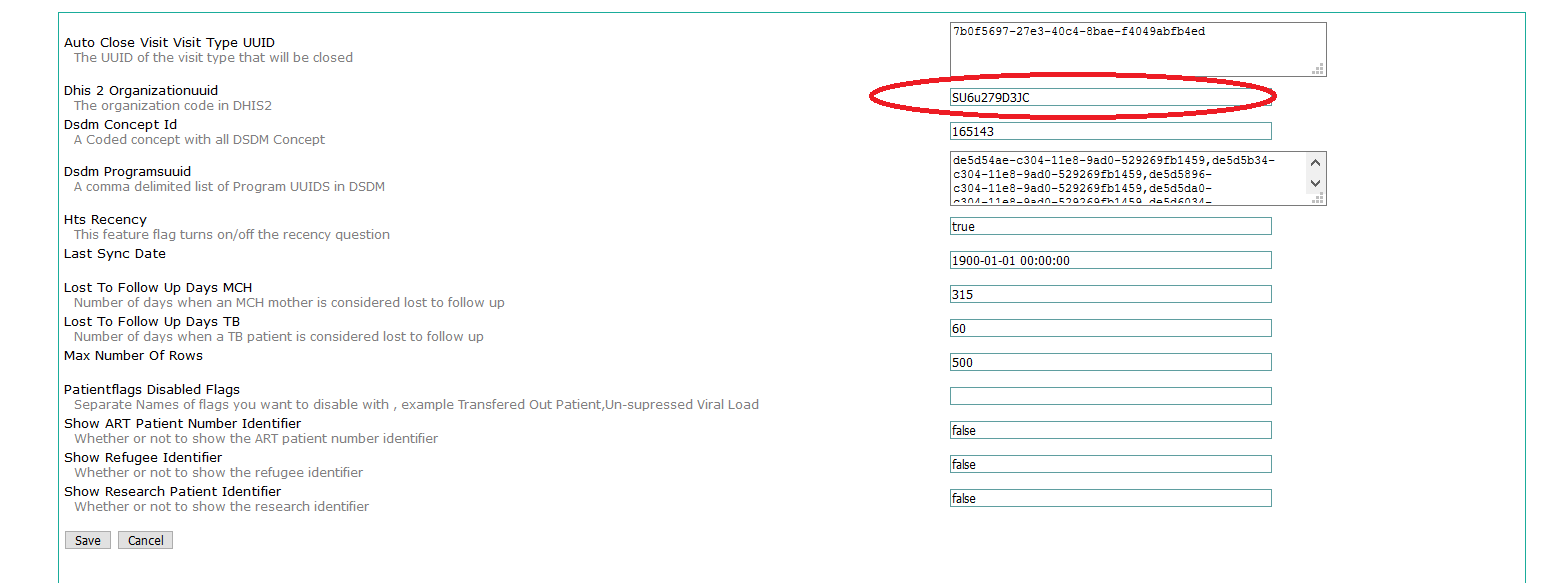 Auto Close Visit Visit Type UUID
The UUID of the visit type that will be closed
7b0f5697-27e3-40c4-8bae-f4049abfb4ed
Dhis 2 Organizationuuid
The organization code in DHIS2
SU6u279D3JC
Dsdm Concept Id
A Coded concept with all DSDM Concept
165143
Dsdm Programsuuid
A comma delimited list of Program UUIDS in DSDM
de5d54ae-c304-11e8-9ad0-529269fb1459,de5d5b34-
c304-11e8-9ad0-529269fb1459,de5d5896-
c304-11e8-9ad0-529269fb1459,de5d5da0-
c304-11e8-9ad0-529269fb1459,de5d6034-
Hts Recency
This feature flag turns on/off the recency question
true
Last Sync Date
1900-01-01 00:00:00
Lost To Follow Up Days MCH
Number of days when an MCH mother is considered lost to follow up
315
Lost To Follow Up Days TB
Number of days when a TB patient is considered lost to follow up
60
Max Number Of Rows
500
Patientflags Disabled Flags
Separate Names of flags you want to disable with , example Transfered Out Patient,Un-supressed Viral Load
Show ART Patient Number Identifier
Whether or not to show the ART patient number identifier
false
Show Refugee Identifier
Whether or not to show the refugee identifier
false
Show Research Patient Identifier
Whether or not to show the research identifier
false
Save Cancel